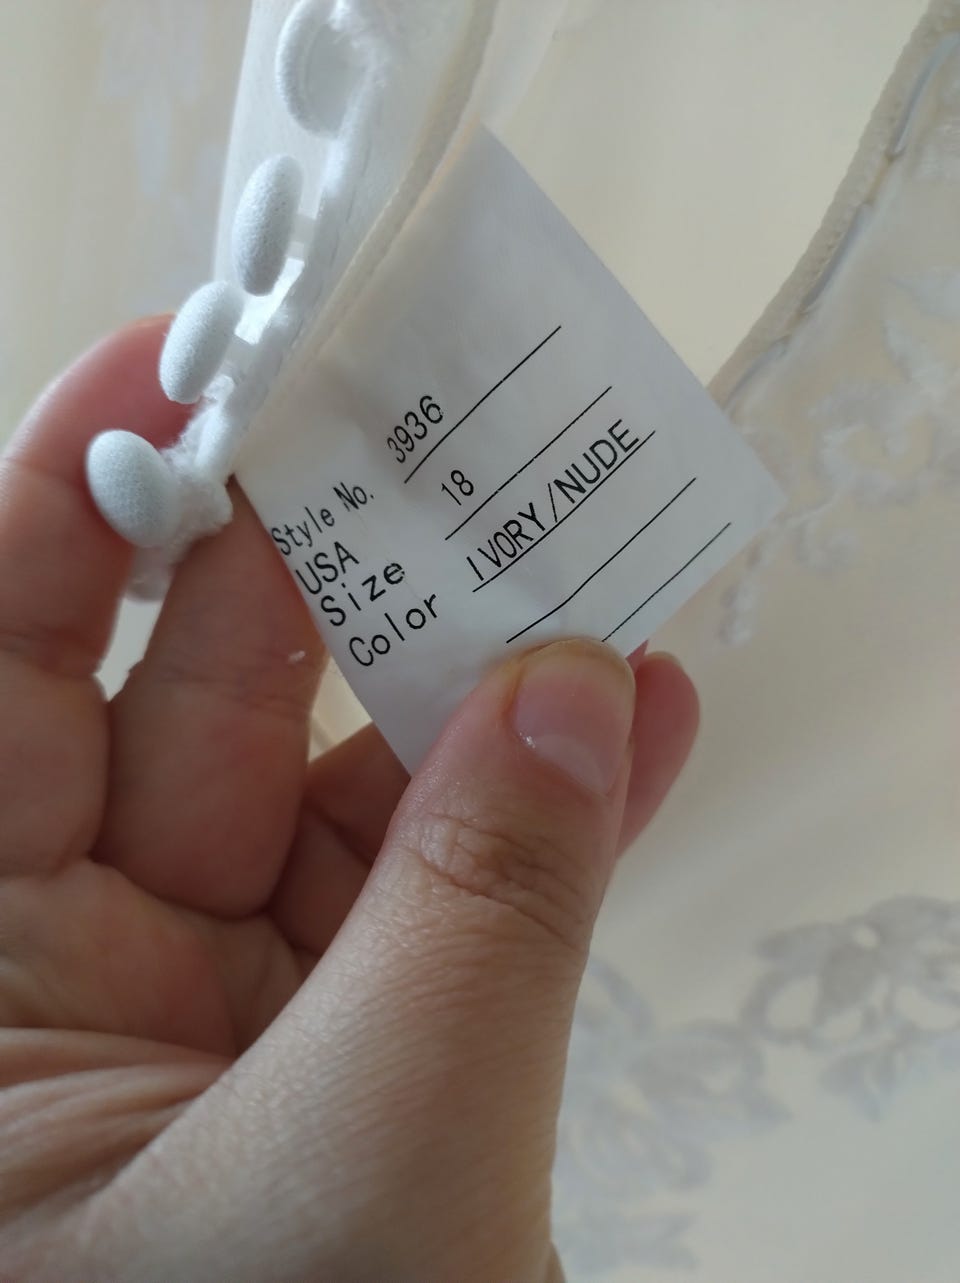 Style No. 3936
USA
Size 18
Color IVORY/NUDE